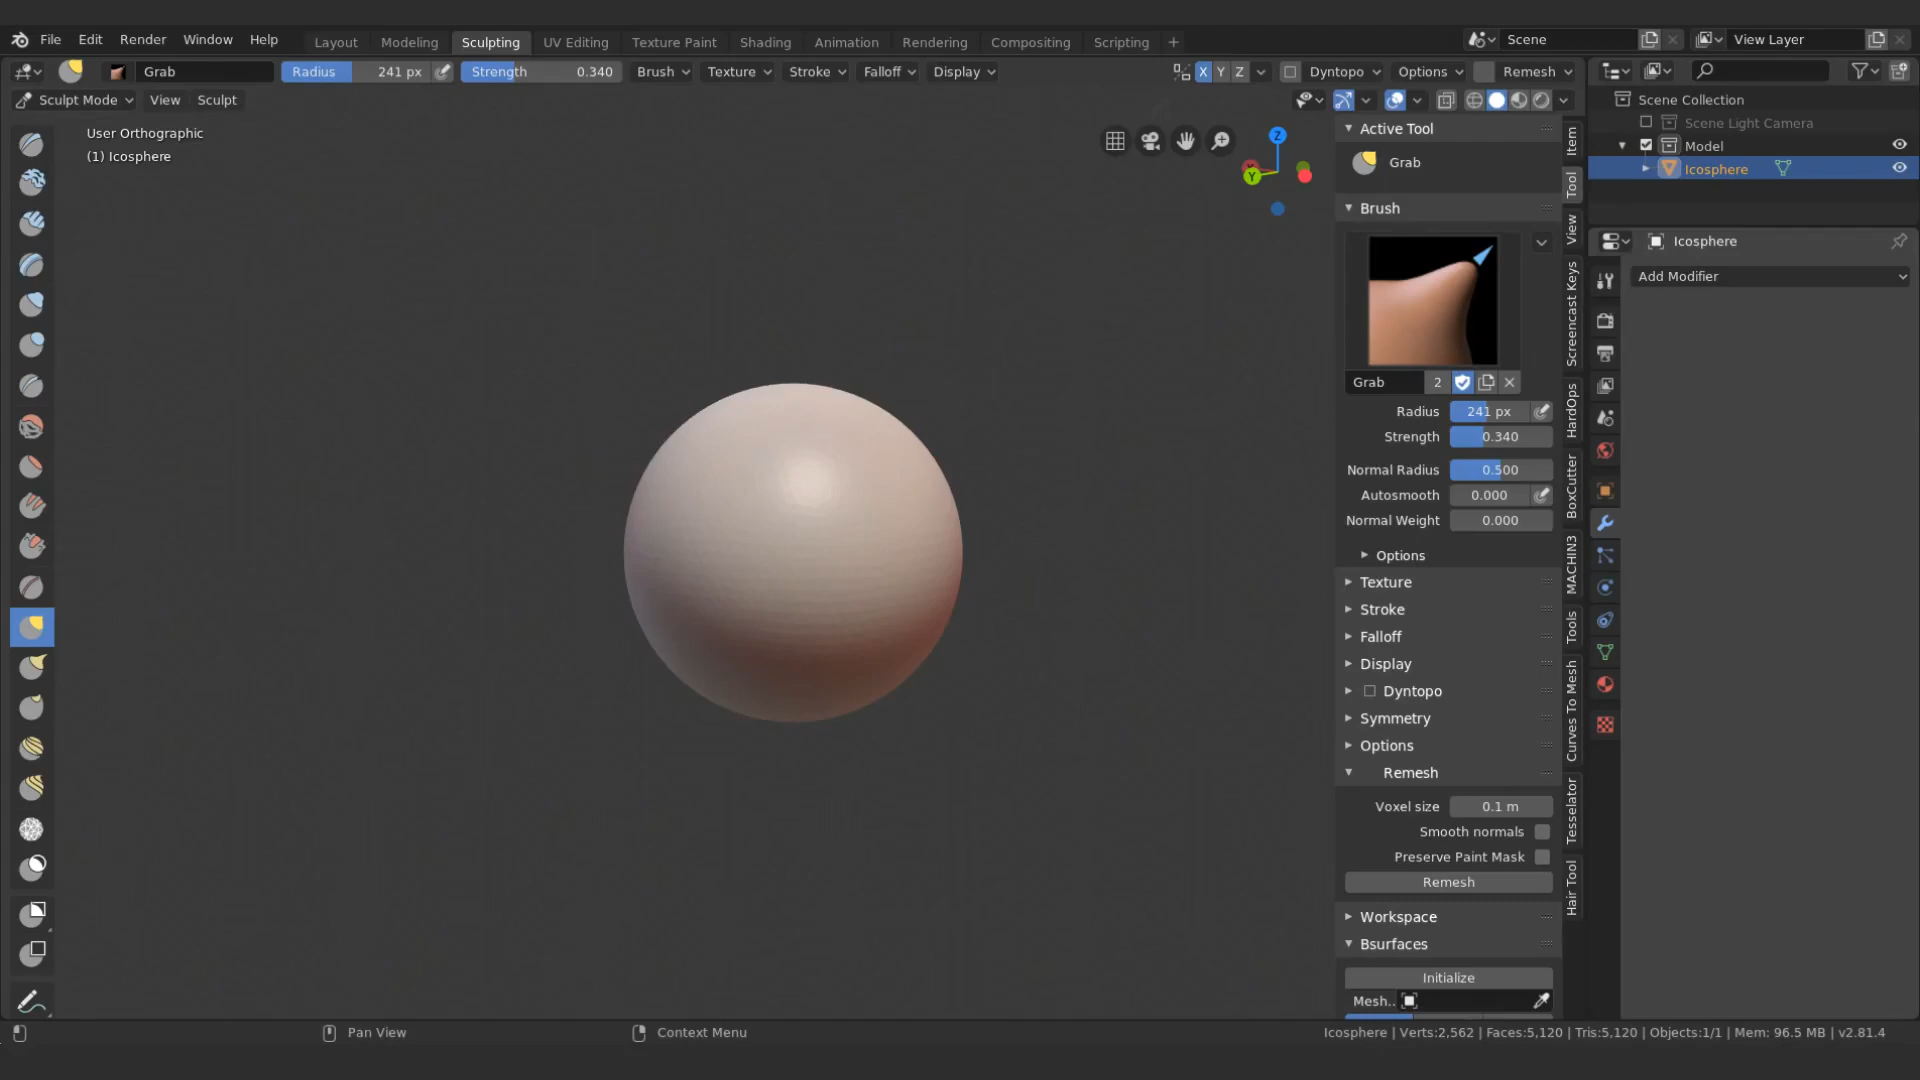 File Edit Render Window Help Layout Modeling Sculpting UV Editing Texture Paint Shading Animation Rendering Compositing Scripting + Scene View Layer
Grab Radius 241 px Strength 0.340 Brush Texture Stroke Falloff Display X Y Z Dyntopo Options Remesh
Sculpt Mode View Sculpt
Scene Collection
Scene Light Camera
Model
Icosphere
User Orthographic
(1) Icosphere
Z
Y
Active Tool
Grab
Brush
Grab 2
Radius 241 px
Strength 0.340
Normal Radius 0.500
Autosmooth 0.000
Normal Weight 0.000
Options
Texture
Stroke
Falloff
Display
Dyntopo
Symmetry
Options
Remesh
Voxel size 0.1 m
Smooth normals
Preserve Paint Mask
Remesh
Workspace
Bsurfaces
Initialize
Mesh..
Item
Tool
View
Screencast Keys
HardOps
BoxCutter
MACHIN3
Tools
Curves To Mesh
Tesselator
Hair Tool
Icosphere
Add Modifier
Pan View Context Menu
Icosphere | Verts:2,562 | Faces:5,120 | Tris:5,120 | Objects:1/1 | Mem: 96.5 MB | v2.81.4